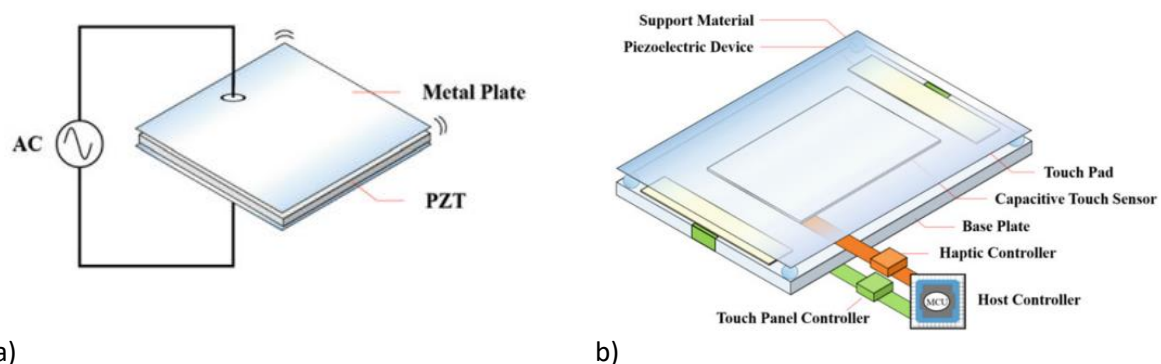 AC
Metal Plate
PZT
a)
Support Material
Piezoelectric Device
Touch Pad
Capacitive Touch Sensor
Base Plate
Haptic Controller
MCU
Host Controller
Touch Panel Controller
b)